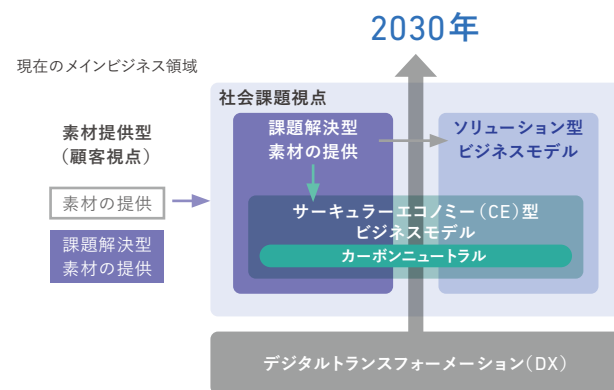 2030年
現在のメインビジネス領域
社会課題視点
素材提供型
(顧客視点)
素材の提供
課題解決型
素材の提供
課題解決型
素材の提供
ソリューション型
ビジネスモデル
サーキュラーエコノミー(CE)型
ビジネスモデル
カーボンニュートラル
デジタルトランスフォーメーション(DX)